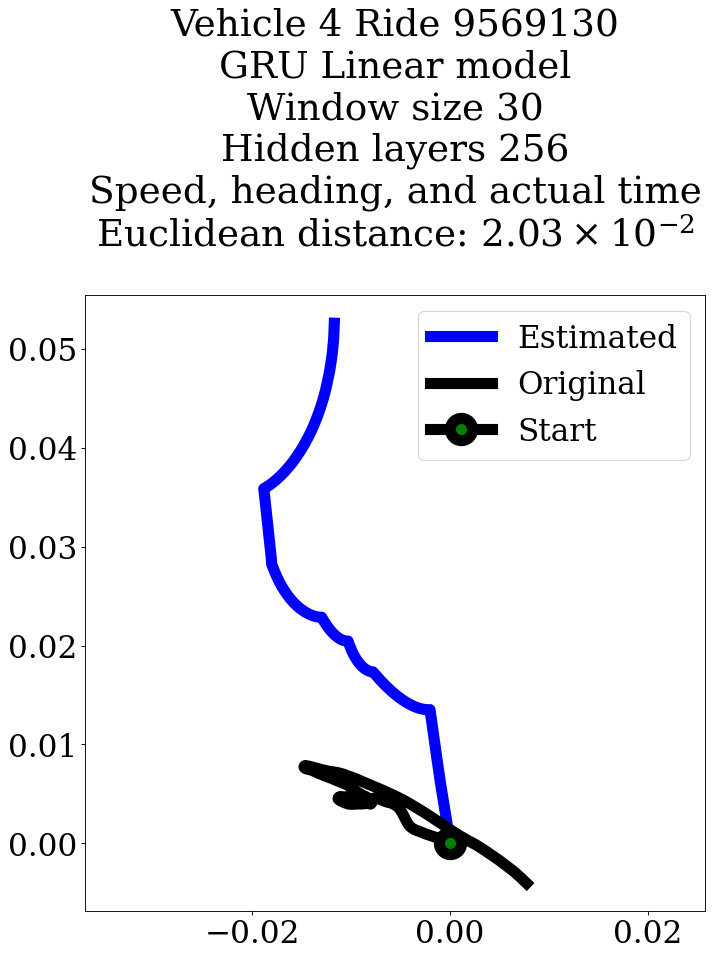 Vehicle 4 Ride 9569130
GRU Linear model
Window size 30
Hidden layers 256
Speed, heading, and actual time
Euclidean distance: 2.03 × 10⁻²
Estimated
Original
Start
0.05
0.04
0.03
0.02
0.01
0.00
−0.02 0.00 0.02